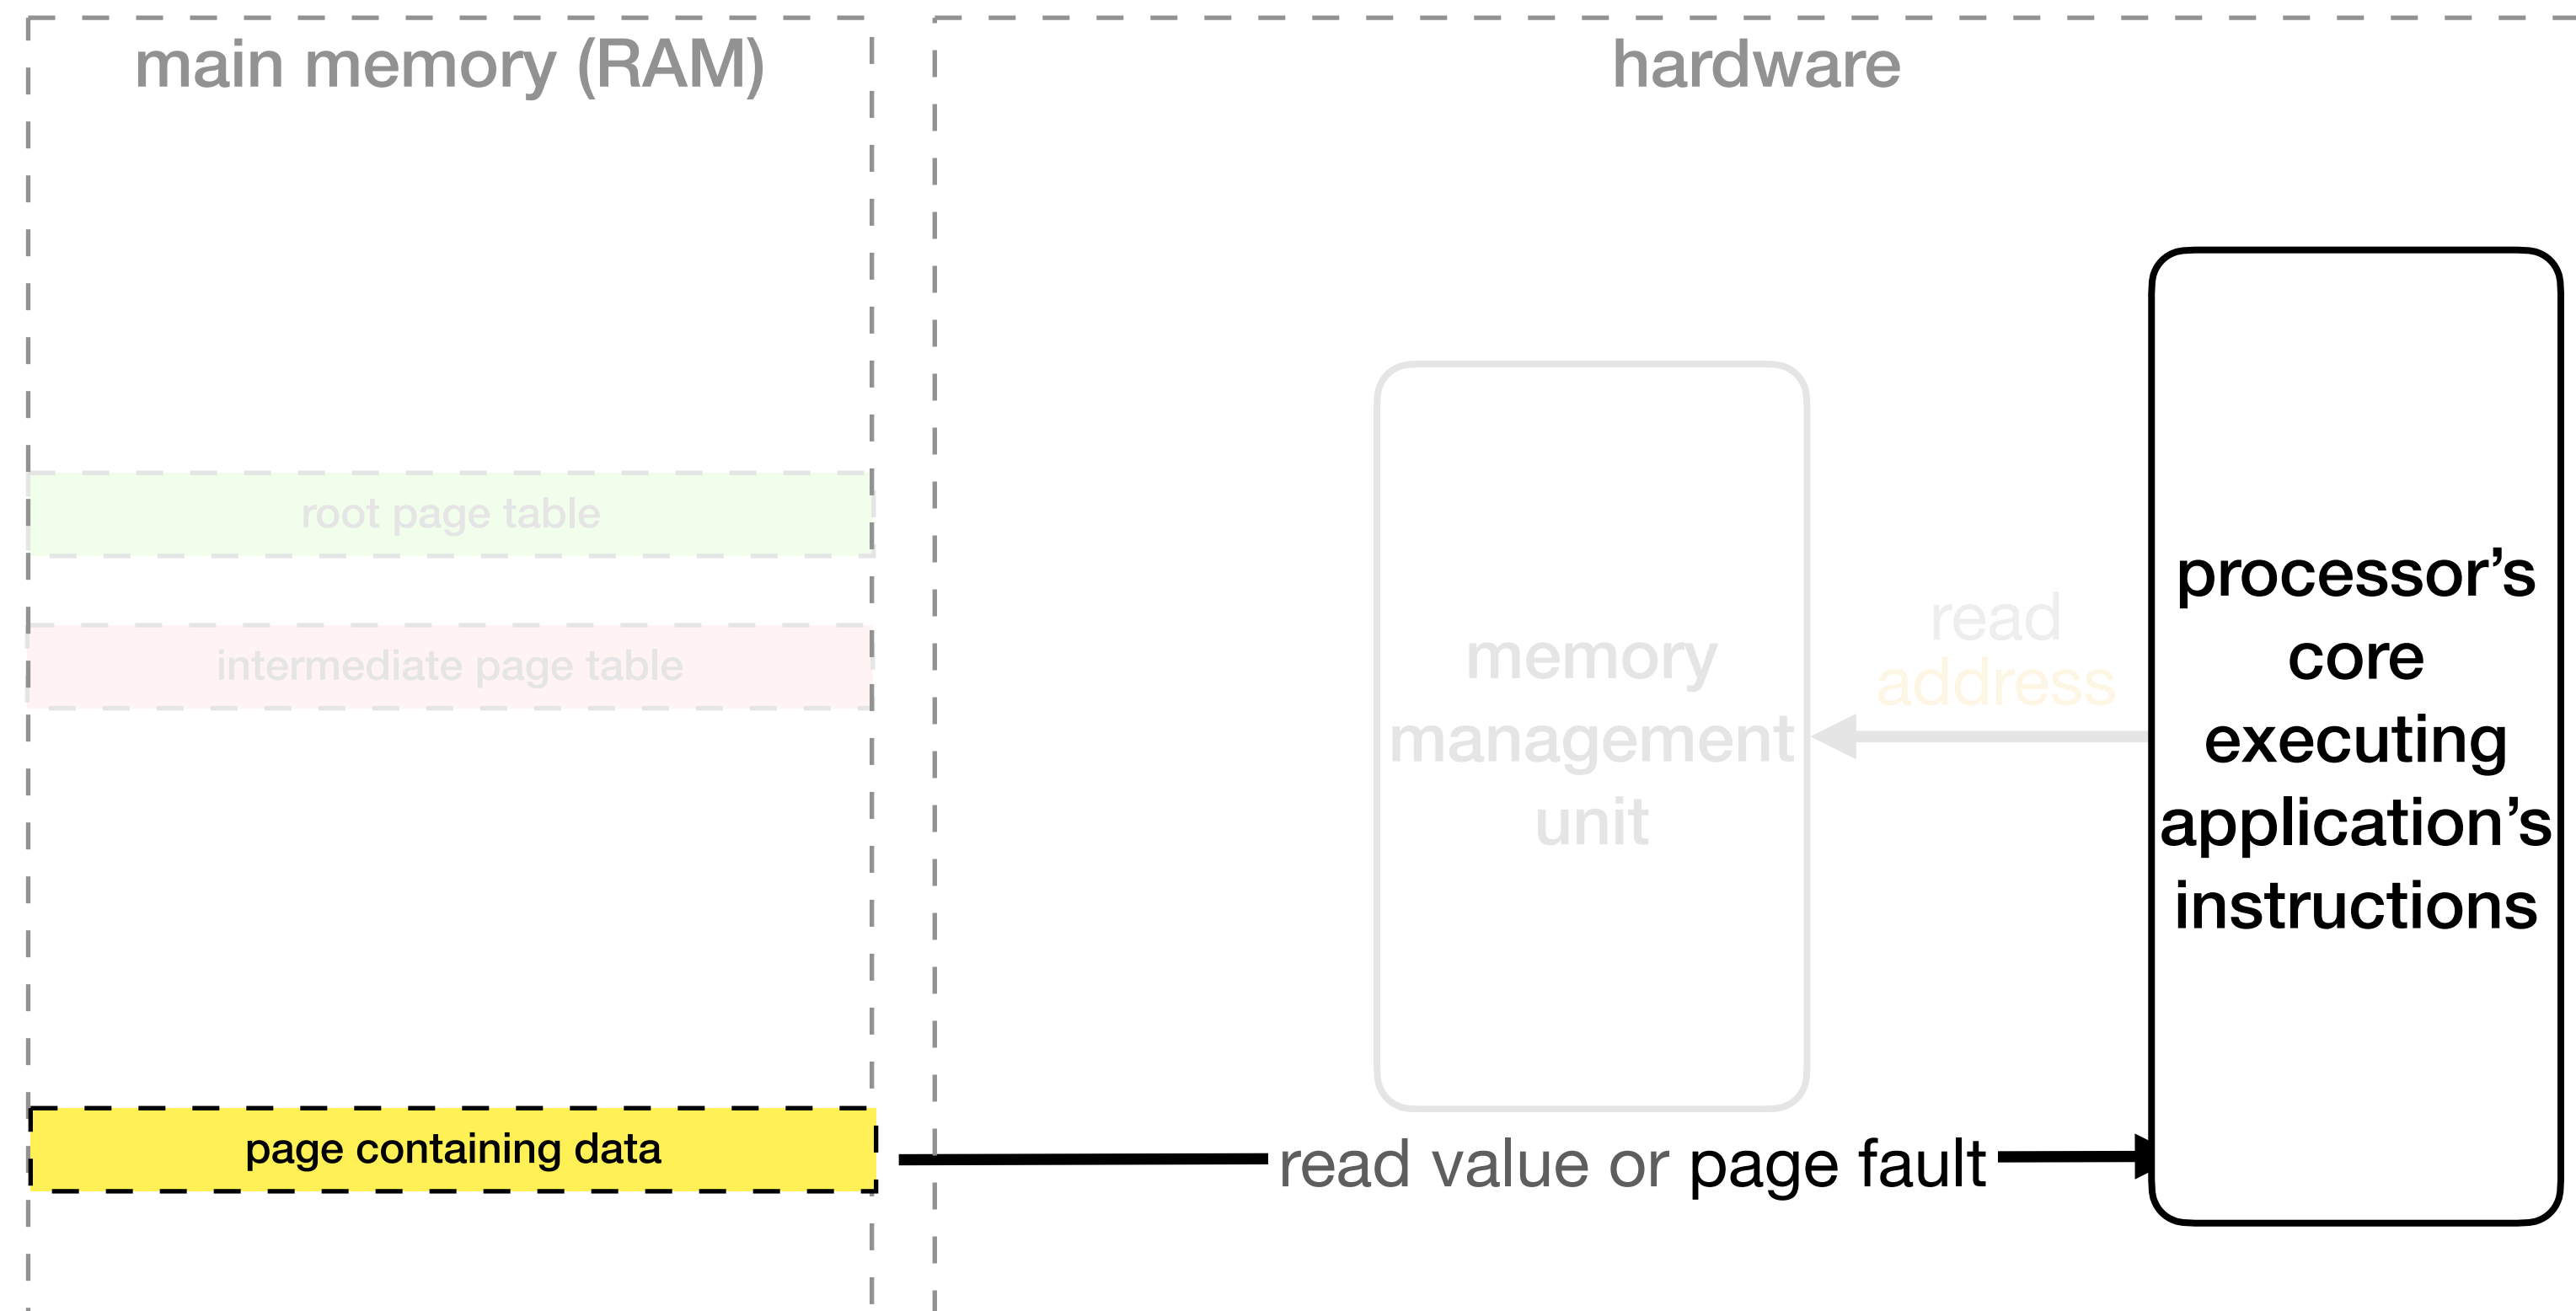 main memory (RAM)
hardware
root page table
intermediate page table
memory
management
unit
read
address
processor’s
core
executing
application’s
instructions
page containing data
read value or page fault